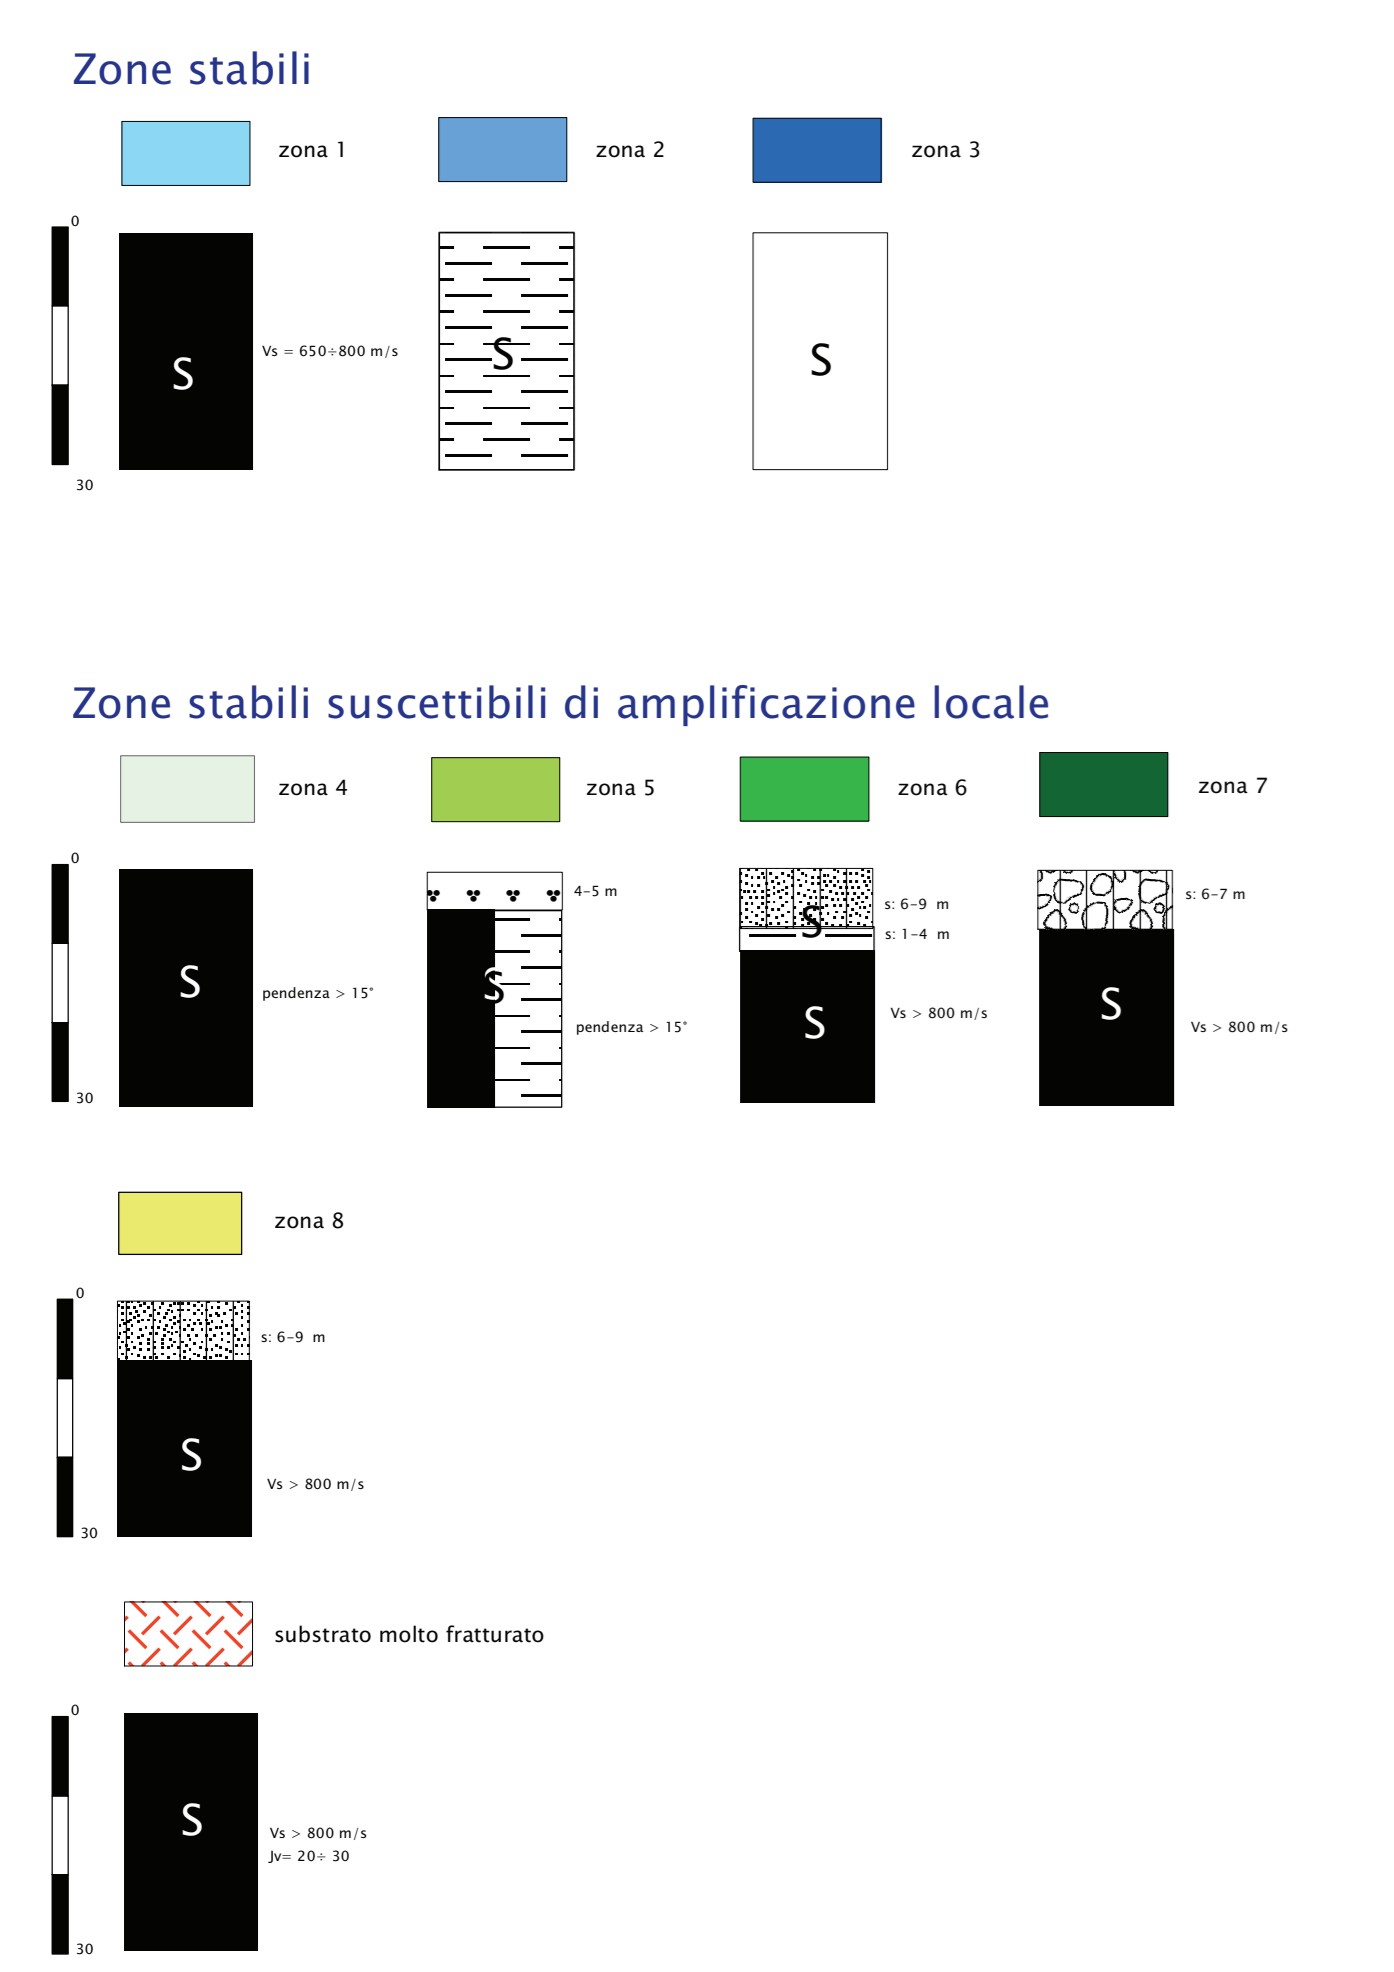 Zone stabili
zona 1
zona 2
zona 3
0
30
S
Vs = 650÷800 m/s
S
S
Zone stabili suscettibili di amplificazione locale
zona 4
zona 5
zona 6
zona 7
0
30
S
pendenza > 15°
4-5 m
S
pendenza > 15°
S
s: 6-9 m
s: 1-4 m
S
Vs > 800 m/s
s: 6-7 m
S
Vs > 800 m/s
zona 8
0
30
s: 6-9 m
S
Vs > 800 m/s
substrato molto fratturato
0
30
S
Vs > 800 m/s
Jv= 20÷ 30